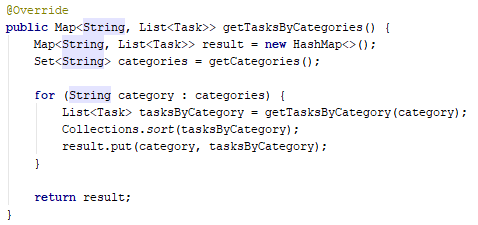 @Override
public Map<String, List<Task>> getTasksByCategories() {
    Map<String, List<Task>> result = new HashMap<>();
    Set<String> categories = getCategories();

    for (String category : categories) {
        List<Task> tasksByCategory = getTasksByCategory(category);
        Collections.sort(tasksByCategory);
        result.put(category, tasksByCategory);
    }

    return result;
}